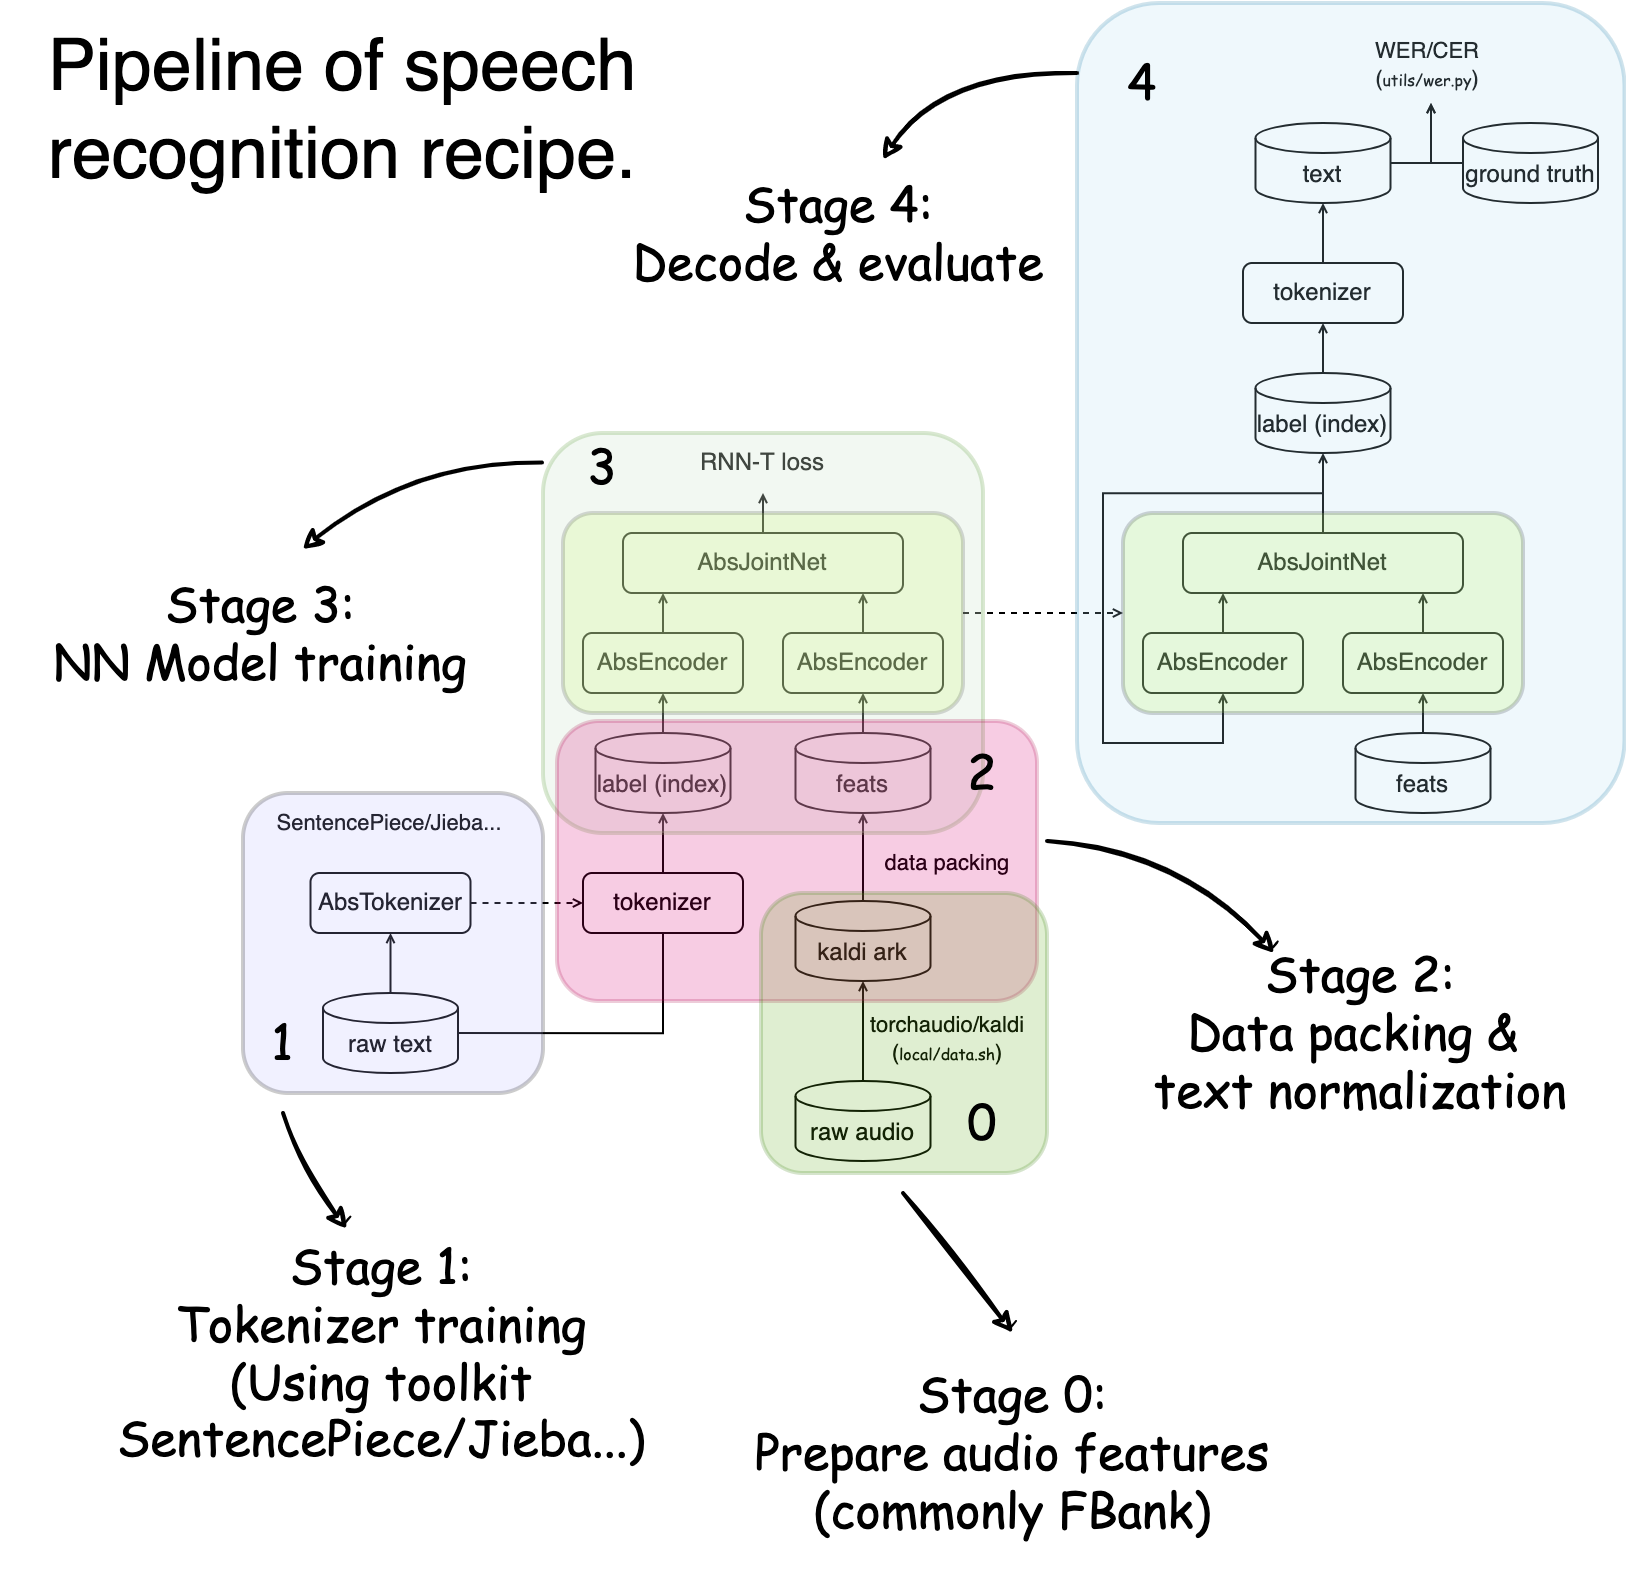 Pipeline of speech
recognition recipe.
4
WER/CER
(utils/wer.py)
text
ground truth
Stage 4:
Decode & evaluate
tokenizer
label (index)
3
RNN-T loss
AbsJointNet
AbsEncoder
AbsEncoder
AbsJointNet
AbsEncoder
AbsEncoder
Stage 3:
NN Model training
label (index)
feats
2
feats
SentencePiece/Jieba...
AbsTokenizer
tokenizer
data packing
kaldi ark
1
raw text
torchaudio/kaldi
(local/data.sh)
raw audio
0
Stage 2:
Data packing &
text normalization
Stage 1:
Tokenizer training
(Using toolkit
SentencePiece/Jieba...)
Stage 0:
Prepare audio features
(commonly FBank)